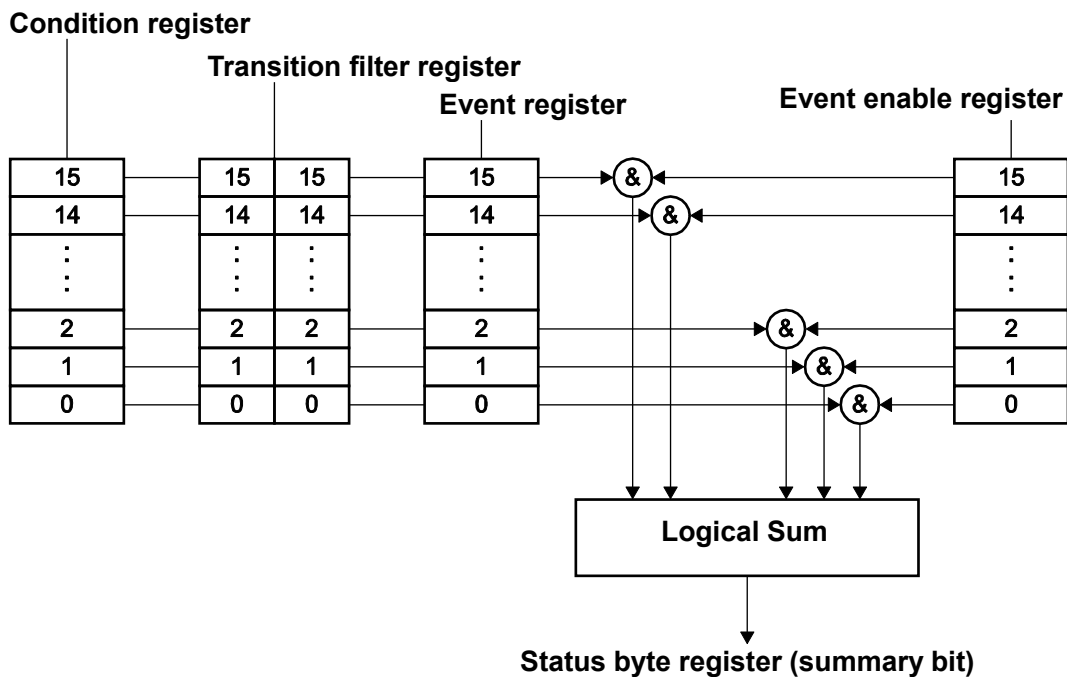 Condition register
Transition filter register
Event register
Event enable register
15 15 15 15 & 15
14 14 14 14 & 14
2 2 2 2 & 2
1 1 1 1 & 1
0 0 0 0 & 0
Logical Sum
Status byte register (summary bit)